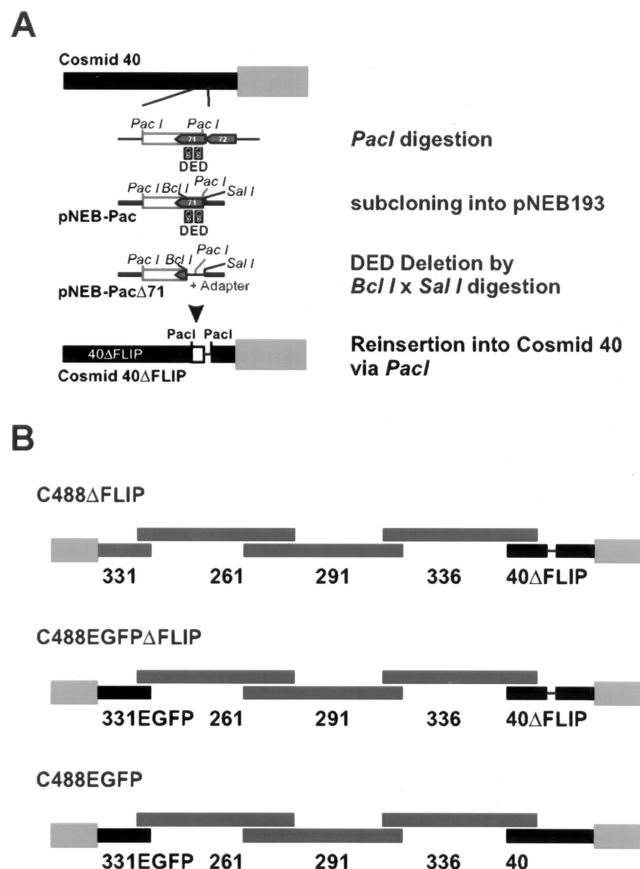 A
Cosmid 40
Pac I Pac I
71 72
DED
PacI digestion
Pac I Bcl I Pac I Sal I
71
pNEB-Pac
DED
subcloning into pNEB193
Pac I Bcl I Pac I Sal I
pNEB-PacΔ71
+ Adapter
DED Deletion by
Bcl I x Sal I digestion
PacI PacI
40ΔFLIP
Cosmid 40ΔFLIP
Reinsertion into Cosmid 40
via PacI
B
C488ΔFLIP
331 261 291 336 40ΔFLIP
C488EGFPΔFLIP
331EGFP 261 291 336 40ΔFLIP
C488EGFP
331EGFP 261 291 336 40